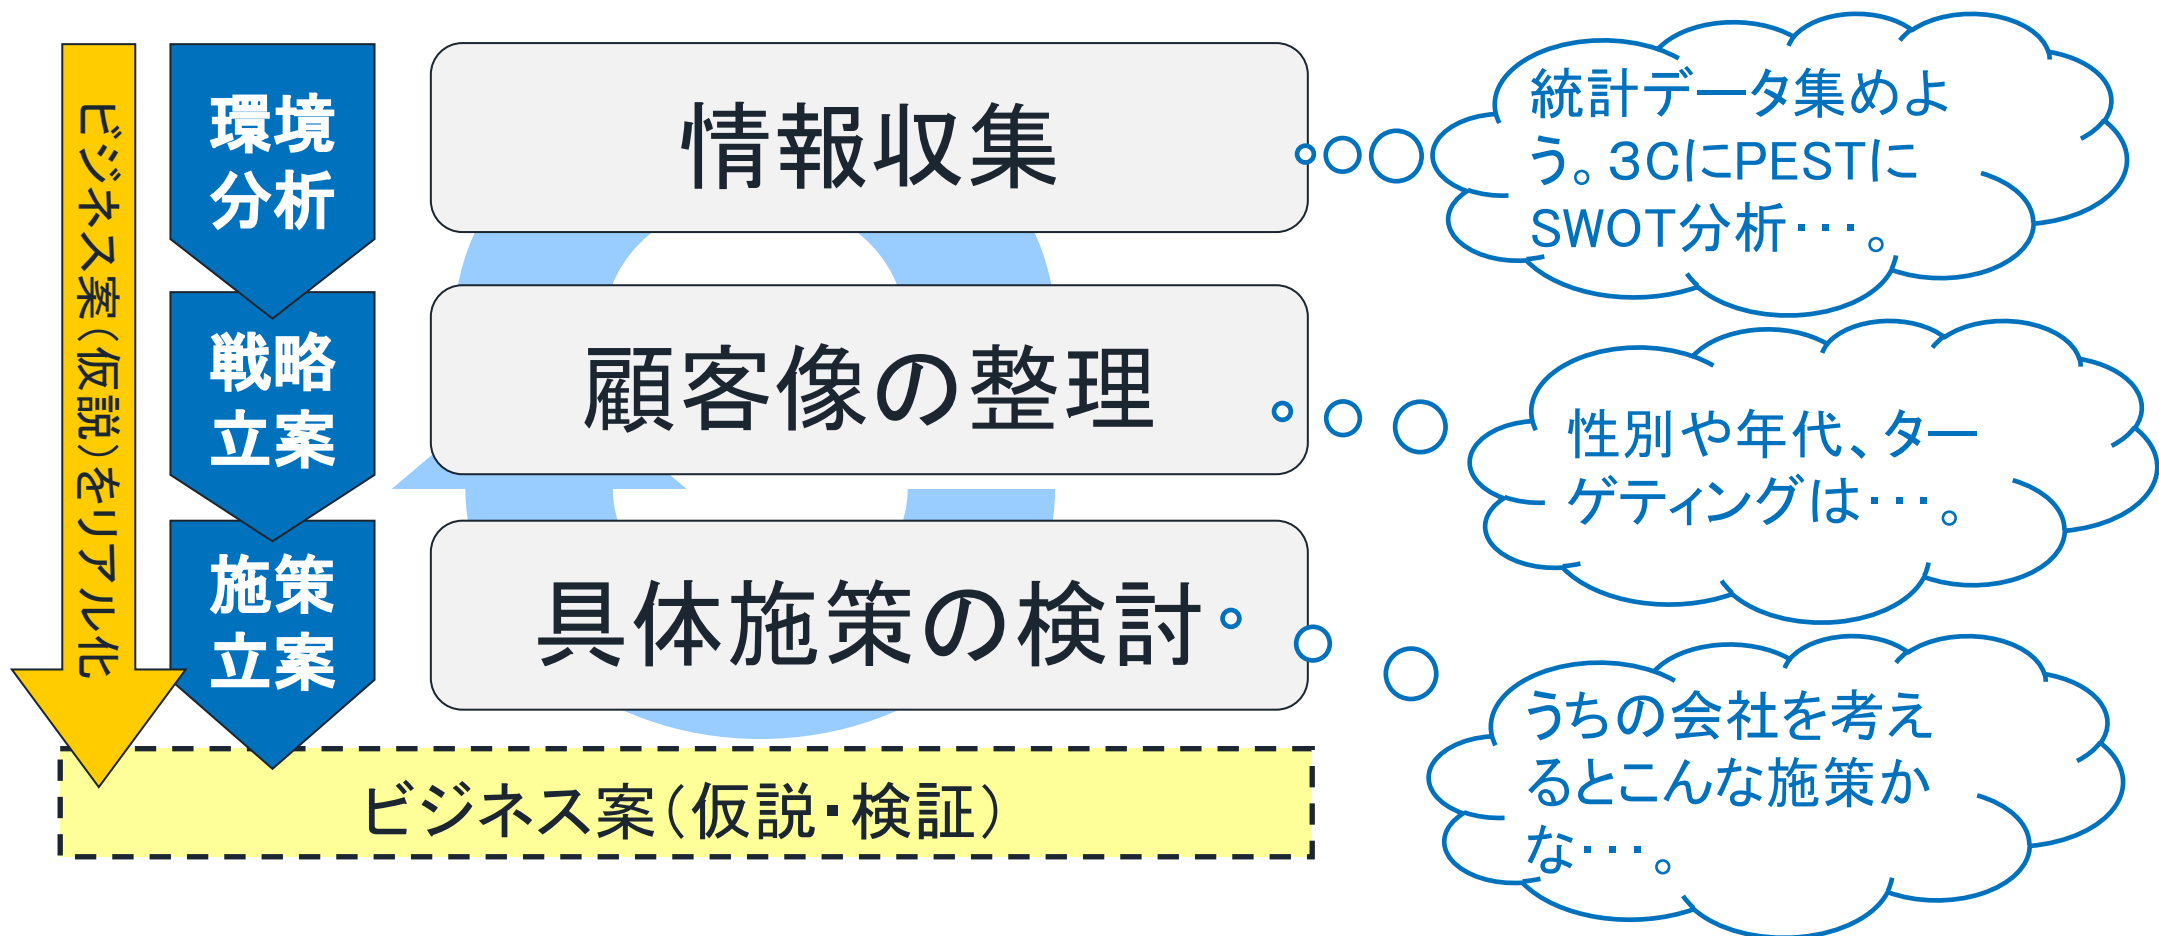 ビジネス案（仮説）をリアル化
環境
分析
情報収集
統計データ集めよ
う。３CにPESTに
SWOT分析・・・。
戦略
立案
顧客像の整理
性別や年代、ター
ゲティングは・・・。
施策
立案
具体施策の検討
うちの会社を考え
るとこんな施策か
な・・・。
ビジネス案（仮説・検証）